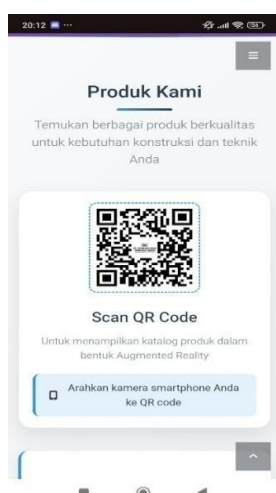 20:12
Produk Kami
Temukan berbagai produk berkualitas
untuk kebutuhan konstruksi dan teknik
Anda
Scan QR Code
Untuk menampilkan katalog produk dalam
bentuk Augmented Reality
Arahkan kamera smartphone Anda
ke QR code